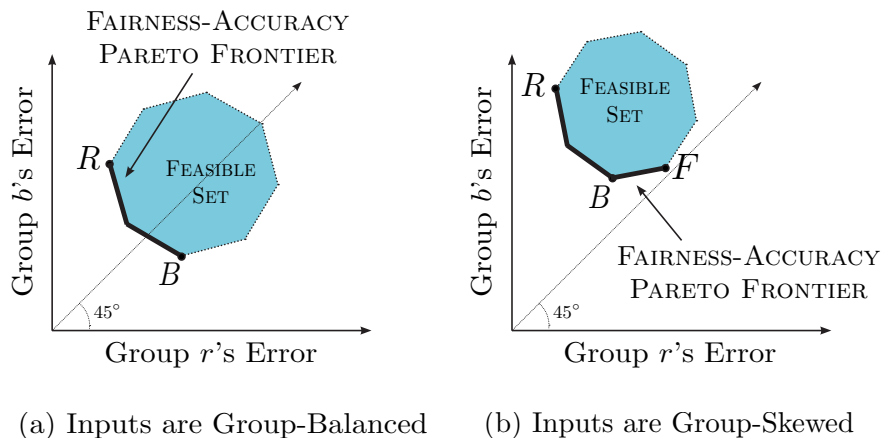 FAIRNESS-ACCURACY
PARETO FRONTIER
Group b's Error
R
FEASIBLE
SET
B
45°
Group r's Error
(a) Inputs are Group-Balanced
Group b's Error
R
FEASIBLE
SET
B
F
FAIRNESS-ACCURACY
PARETO FRONTIER
45°
Group r's Error
(b) Inputs are Group-Skewed